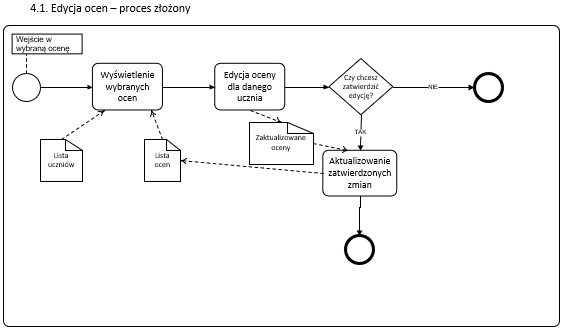 4.1. Edycja ocen – proces złożony
Wejście w
wybraną ocenę
Wyświetlenie
wybranych
ocen
Edycja oceny
dla danego
ucznia
Czy chcesz
zatwierdzić
edycję?
NIE
TAK
Zaktualizowane
oceny
Lista
uczniów
Lista
ocen
Aktualizowanie
zatwierdzonych
zmian